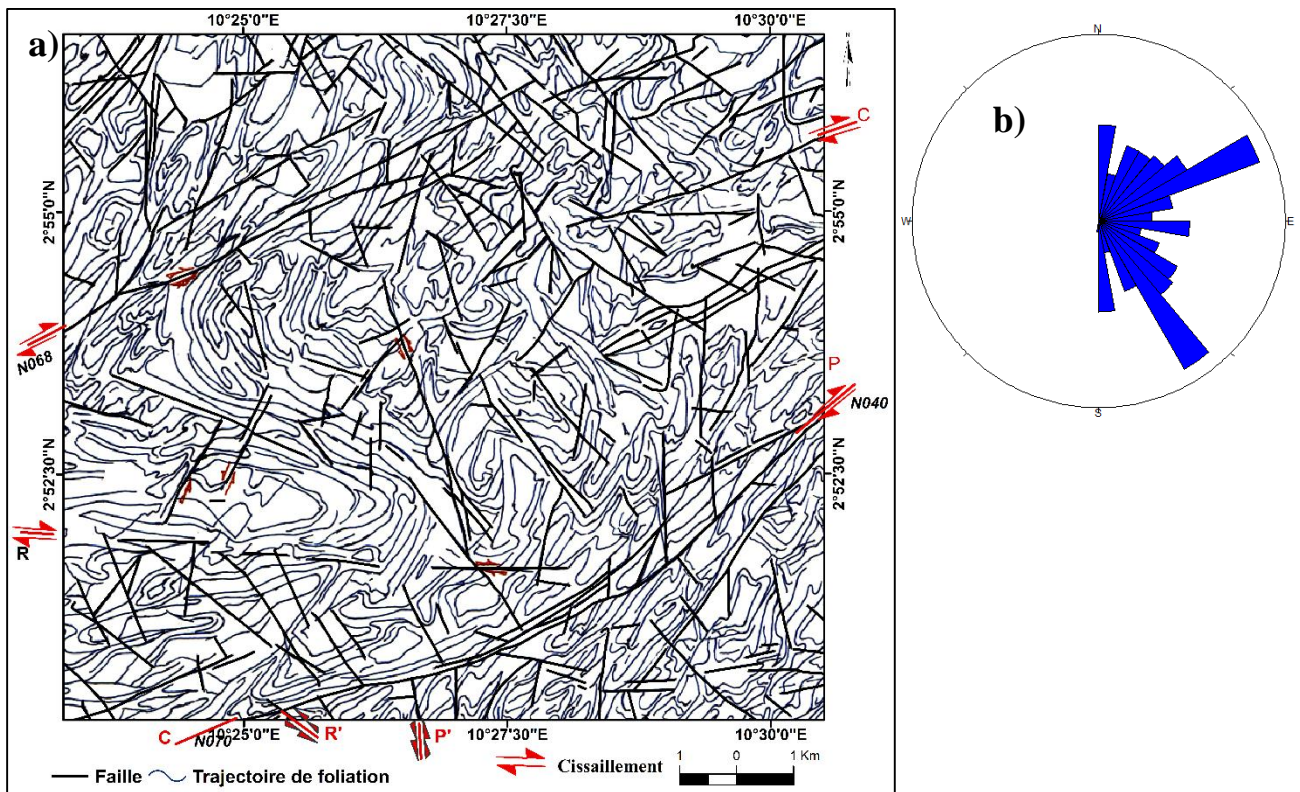 a)
10°25'0"E 10°27'30"E 10°30'0"E
N
C
b)
N
W E
S
2°55'0"N 2°55'0"N
N068
P
N040
2°52'30"N 2°52'30"N
R
C N070 R' P'
10°25'0"E 10°27'30"E 10°30'0"E
Faille Trajectoire de foliation Cissaillement
1 0 1 Km